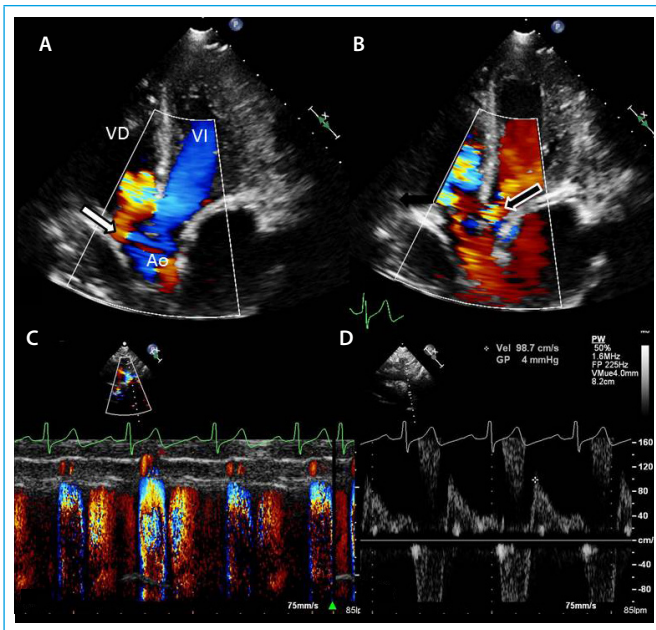 A
B
VD
VI
Ao
C
D
Vel 98.7 cm/s
GP 4 mmHg
PW
50%
1.6MHz
FP 225Hz
VMue4.0mm
8.2cm
160
120
80
40
cm/s
-40
-80
75mm/s
85lpm
75mm/s
85lpm